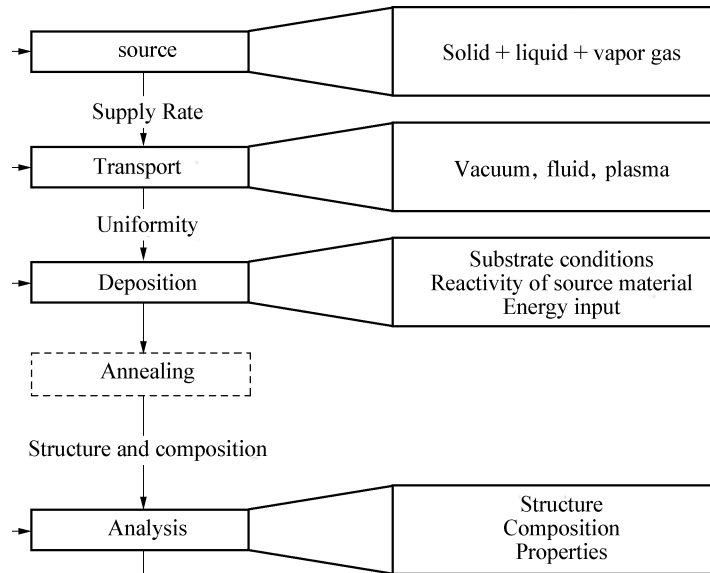 source
Solid + liquid + vapor gas
Supply Rate
Transport
Vacuum, fluid, plasma
Uniformity
Deposition
Substrate conditions
Reactivity of source material
Energy input
Annealing
Structure and composition
Analysis
Structure
Composition
Properties